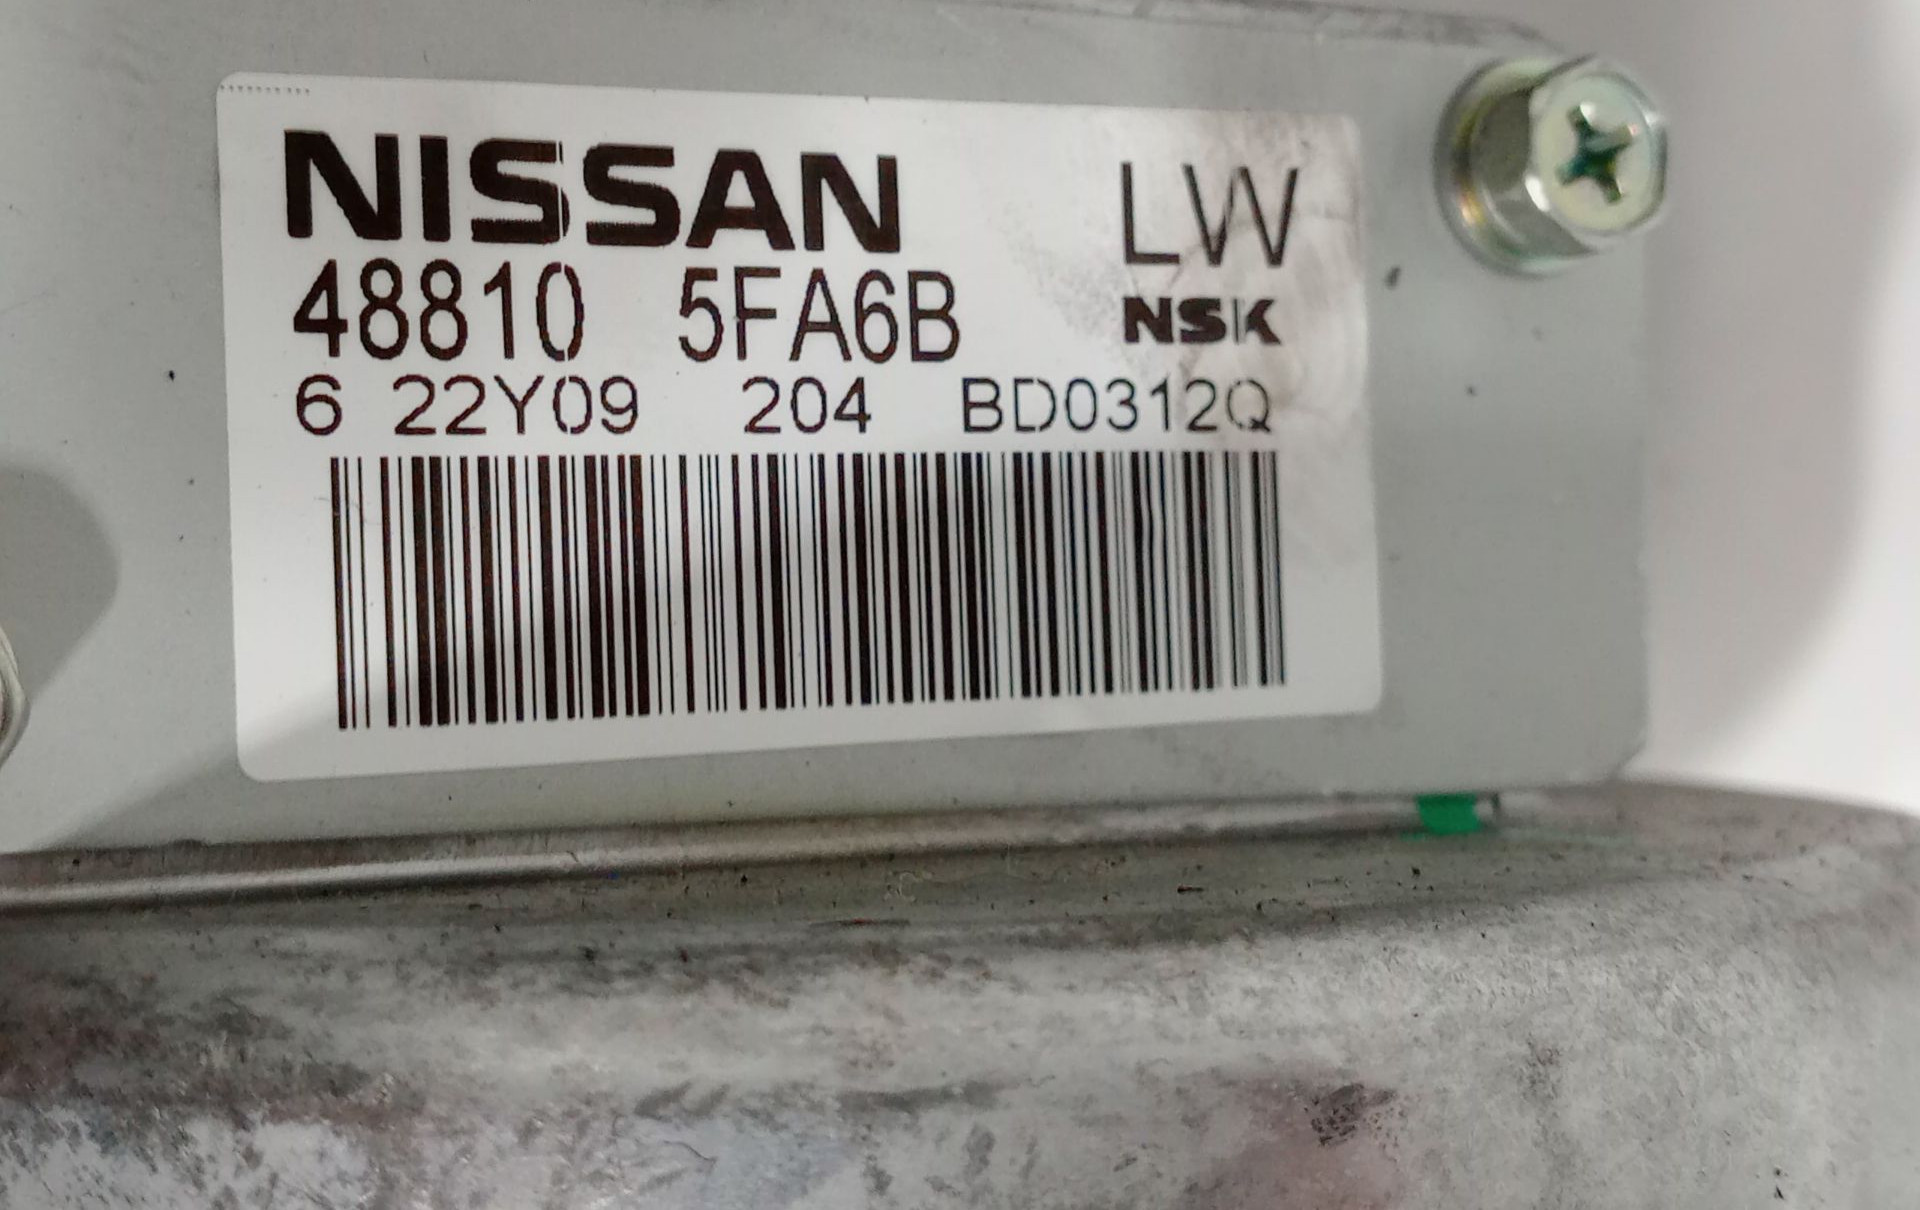 NISSAN LW
48810 5FA6B NSK
6 22Y09 204 BD0312Q